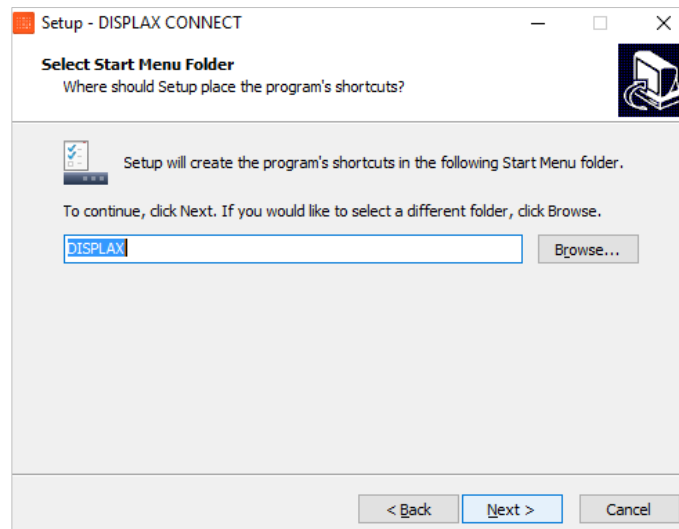 Setup - DISPLAX CONNECT
Select Start Menu Folder
Where should Setup place the program's shortcuts?
Setup will create the program's shortcuts in the following Start Menu folder.
To continue, click Next. If you would like to select a different folder, click Browse.
DISPLAX
Browse...
< Back
Next >
Cancel